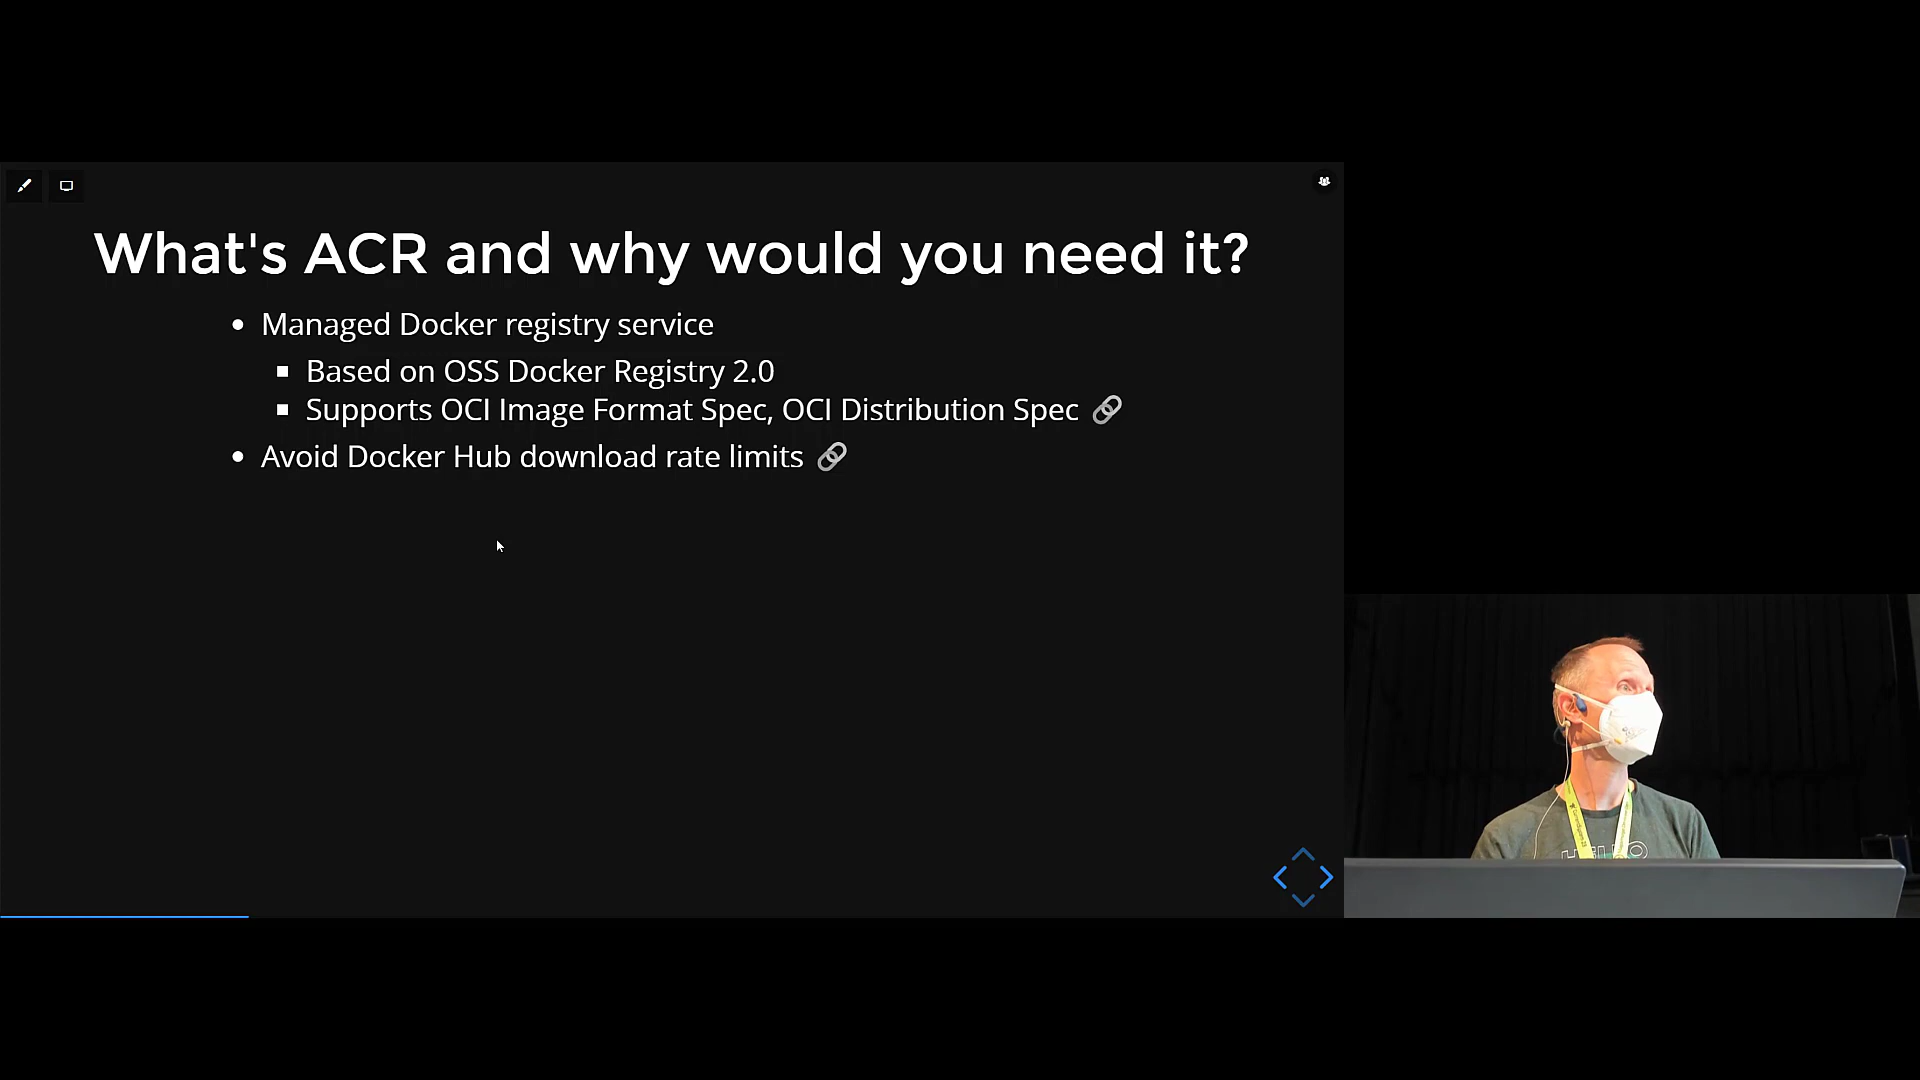 What's ACR and why would you need it?
Managed Docker registry service
Based on OSS Docker Registry 2.0
Supports OCI Image Format Spec, OCI Distribution Spec
Avoid Docker Hub download rate limits
HELLO